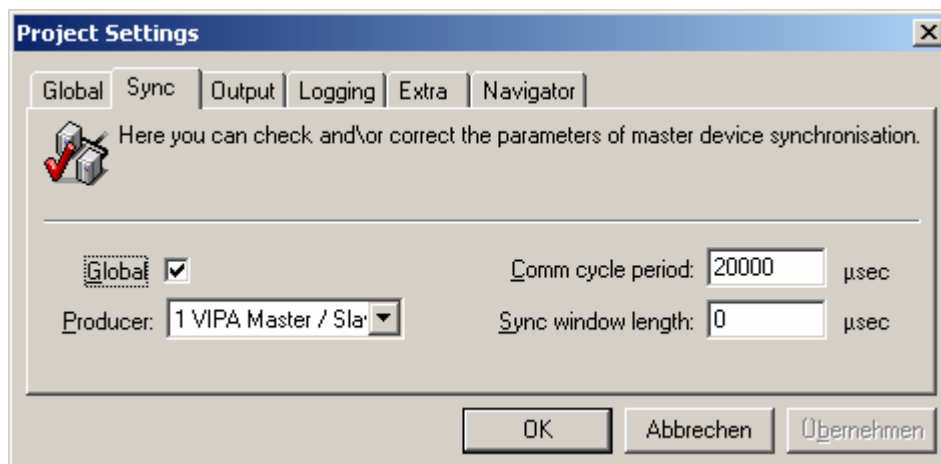 Project Settings
Global Sync Output Logging Extra Navigator
Here you can check and\or correct the parameters of master device synchronisation.
Global Comm cycle period: 20000 µsec
Producer: 1 VIPA Master / Sla Sync window length: 0 µsec
OK Abbrechen Übernehmen